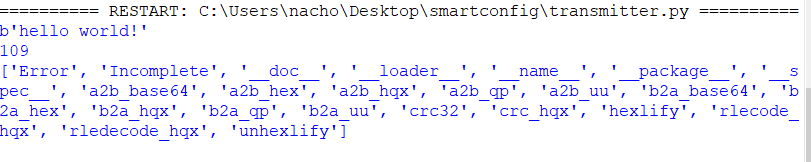 ========== RESTART: C:\Users\nacho\Desktop\smartconfig\transmitter.py ==========
b'hello world!'
109
['Error', 'Incomplete', '__doc__', '__loader__', '__name__', '__package__', '__s
pec__', 'a2b_base64', 'a2b_hex', 'a2b_hqx', 'a2b_qp', 'a2b_uu', 'b2a_base64', 'b
2a_hex', 'b2a_hqx', 'b2a_qp', 'b2a_uu', 'crc32', 'crc_hqx', 'hexlify', 'rlecode_
hqx', 'rledecode_hqx', 'unhexlify']